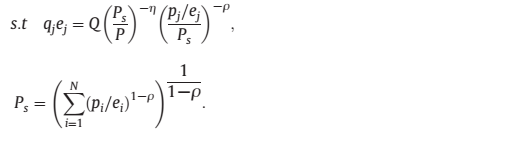 s.t q_j e_j = Q (P_s / P)^{-η} ((p_j/e_j) / P_s)^{-ρ},
P_s = (∑_{i=1}^{N} (p_i/e_i)^{1-ρ})^{1/(1-ρ)}.